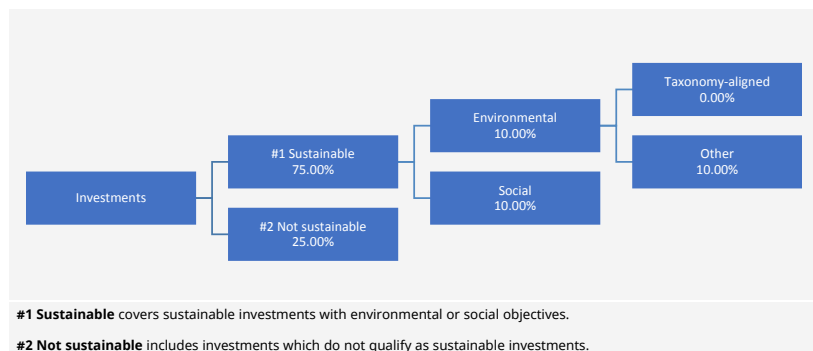 Taxonomy-aligned
0.00%
Environmental
10.00%
#1 Sustainable
75.00%
Other
10.00%
Investments
Social
10.00%
#2 Not sustainable
25.00%
#1 Sustainable covers sustainable investments with environmental or social objectives.
#2 Not sustainable includes investments which do not qualify as sustainable investments.